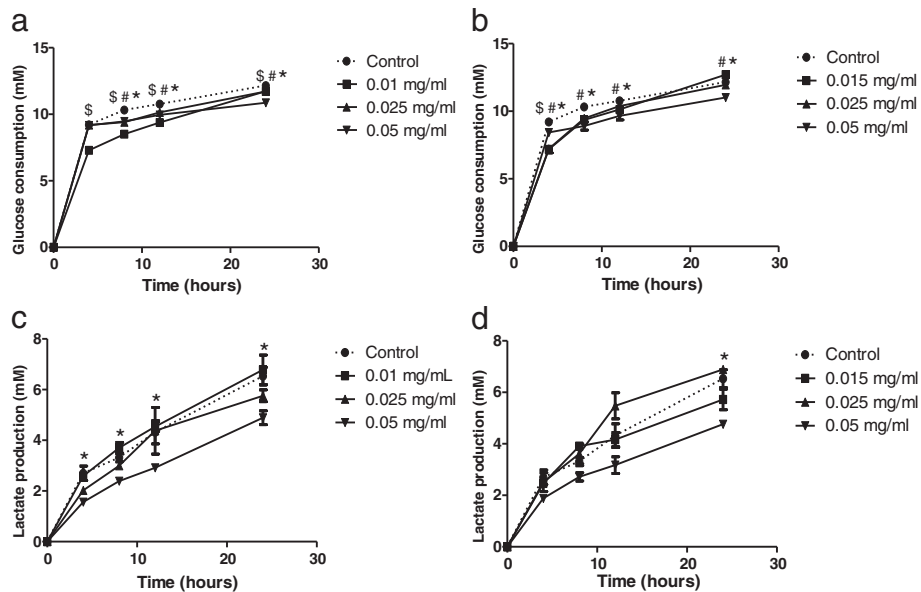 a
Glucose consumption (mM)
15
10
5
0
0 10 20 30
Time (hours)
$
$ # *
$ # *
$ # *
Control
0.01 mg/ml
0.025 mg/ml
0.05 mg/ml
b
Glucose consumption (mM)
15
10
5
0
0 10 20 30
Time (hours)
$ # *
# *
# *
# *
Control
0.015 mg/ml
0.025 mg/ml
0.05 mg/ml
c
Lactate production (mM)
8
6
4
2
0
0 10 20 30
Time (hours)
*
*
*
*
Control
0.01 mg/mL
0.025 mg/ml
0.05 mg/ml
d
Lactate production (mM)
8
6
4
2
0
0 10 20 30
Time (hours)
*
Control
0.015 mg/ml
0.025 mg/ml
0.05 mg/ml